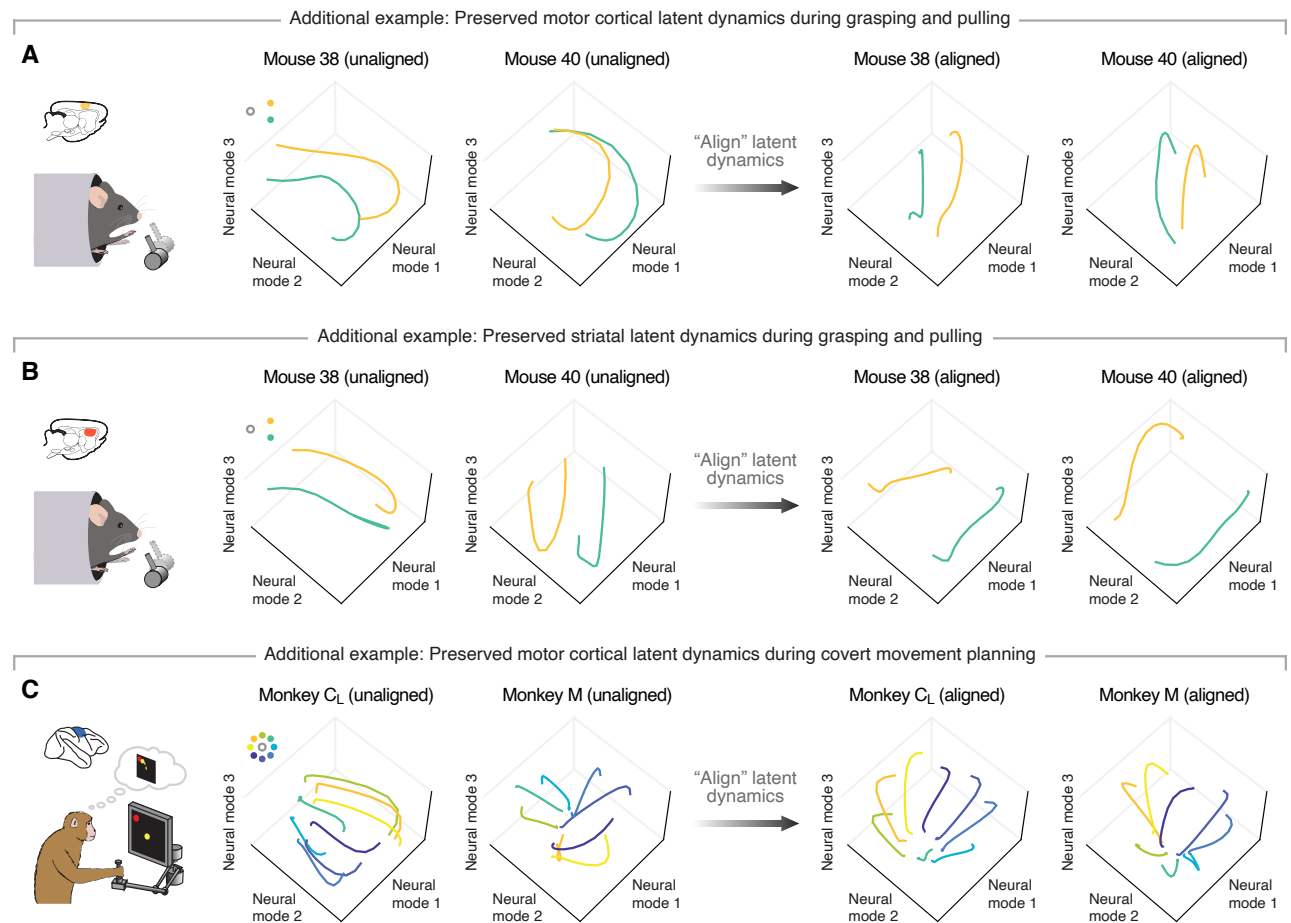 Additional example: Preserved motor cortical latent dynamics during grasping and pulling
A
Mouse 38 (unaligned)
Mouse 40 (unaligned)
Mouse 38 (aligned)
Mouse 40 (aligned)
Neural mode 3
Neural
mode 2
Neural
mode 1
Neural mode 3
Neural
mode 2
Neural
mode 1
“Align” latent
dynamics
Neural mode 3
Neural
mode 2
Neural
mode 1
Neural mode 3
Neural
mode 2
Neural
mode 1
Additional example: Preserved striatal latent dynamics during grasping and pulling
B
Mouse 38 (unaligned)
Mouse 40 (unaligned)
Mouse 38 (aligned)
Mouse 40 (aligned)
Neural mode 3
Neural
mode 2
Neural
mode 1
Neural mode 3
Neural
mode 2
Neural
mode 1
“Align” latent
dynamics
Neural mode 3
Neural
mode 2
Neural
mode 1
Neural mode 3
Neural
mode 2
Neural
mode 1
Additional example: Preserved motor cortical latent dynamics during covert movement planning
C
Monkey CL (unaligned)
Monkey M (unaligned)
Monkey CL (aligned)
Monkey M (aligned)
Neural mode 3
Neural
mode 2
Neural
mode 1
Neural mode 3
Neural
mode 2
Neural
mode 1
“Align” latent
dynamics
Neural mode 3
Neural
mode 2
Neural
mode 1
Neural mode 3
Neural
mode 2
Neural
mode 1